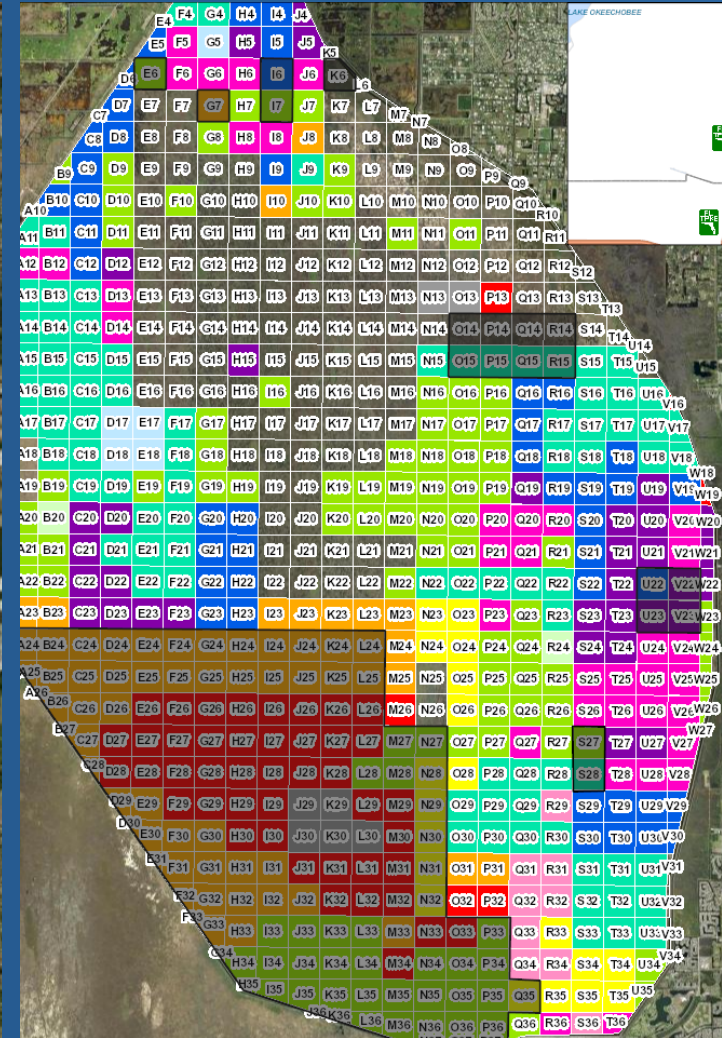 LAKE OKEECHOBEE
E4 F4 G4 H4 I4 J4
E5 F5 G5 H5 I5 J5 K5
D6 E6 F6 G6 H6 I6 J6 K6 L6
C7 D7 E7 F7 G7 H7 I7 J7 K7 L7 M7 N7
C8 D8 E8 F8 G8 H8 I8 J8 K8 L8 M8 N8 O8
B9 C9 D9 E9 F9 G9 H9 I9 J9 K9 L9 M9 N9 O9 P9 Q9
A10 B10 C10 D10 E10 F10 G10 H10 I10 J10 K10 L10 M10 N10 O10 P10 Q10 R10
FL TPKE
A11 B11 C11 D11 E11 F11 G11 H11 I11 J11 K11 L11 M11 N11 O11 P11 Q11 R11
A12 B12 C12 D12 E12 F12 G12 H12 I12 J12 K12 L12 M12 N12 O12 P12 Q12 R12 S12
A13 B13 C13 D13 E13 F13 G13 H13 I13 J13 K13 L13 M13 N13 O13 P13 Q13 R13 S13 T13
A14 B14 C14 D14 E14 F14 G14 H14 I14 J14 K14 L14 M14 N14 O14 P14 Q14 R14 S14 T14 U14
A15 B15 C15 D15 E15 F15 G15 H15 I15 J15 K15 L15 M15 N15 O15 P15 Q15 R15 S15 T15 U15
A16 B16 C16 D16 E16 F16 G16 H16 I16 J16 K16 L16 M16 N16 O16 P16 Q16 R16 S16 T16 U16 V16
A17 B17 C17 D17 E17 F17 G17 H17 I17 J17 K17 L17 M17 N17 O17 P17 Q17 R17 S17 T17 U17 V17
A18 B18 C18 D18 E18 F18 G18 H18 I18 J18 K18 L18 M18 N18 O18 P18 Q18 R18 S18 T18 U18 V18 W18
A19 B19 C19 D19 E19 F19 G19 H19 I19 J19 K19 L19 M19 N19 O19 P19 Q19 R19 S19 T19 U19 V19 W19
A20 B20 C20 D20 E20 F20 G20 H20 I20 J20 K20 L20 M20 N20 O20 P20 Q20 R20 S20 T20 U20 V20 W20
A21 B21 C21 D21 E21 F21 G21 H21 I21 J21 K21 L21 M21 N21 O21 P21 Q21 R21 S21 T21 U21 V21 W21
A22 B22 C22 D22 E22 F22 G22 H22 I22 J22 K22 L22 M22 N22 O22 P22 Q22 R22 S22 T22 U22 V22 W22
A23 B23 C23 D23 E23 F23 G23 H23 I23 J23 K23 L23 M23 N23 O23 P23 Q23 R23 S23 T23 U23 V23 W23
A24 B24 C24 D24 E24 F24 G24 H24 I24 J24 K24 L24 M24 N24 O24 P24 Q24 R24 S24 T24 U24 V24 W24
A25 B25 C25 D25 E25 F25 G25 H25 I25 J25 K25 L25 M25 N25 O25 P25 Q25 R25 S25 T25 U25 V25 W25
A26 B26 C26 D26 E26 F26 G26 H26 I26 J26 K26 L26 M26 N26 O26 P26 Q26 R26 S26 T26 U26 V26 W26
B27 C27 D27 E27 F27 G27 H27 I27 J27 K27 L27 M27 N27 O27 P27 Q27 R27 S27 T27 U27 V27 W27
C28 D28 E28 F28 G28 H28 I28 J28 K28 L28 M28 N28 O28 P28 Q28 R28 S28 T28 U28 V28
D29 E29 F29 G29 H29 I29 J29 K29 L29 M29 N29 O29 P29 Q29 R29 S29 T29 U29 V29
D30 E30 F30 G30 H30 I30 J30 K30 L30 M30 N30 O30 P30 Q30 R30 S30 T30 U30 V30
E31 F31 G31 H31 I31 J31 K31 L31 M31 N31 O31 P31 Q31 R31 S31 T31 U31 V31
F32 G32 H32 I32 J32 K32 L32 M32 N32 O32 P32 Q32 R32 S32 T32 U32 V32
F33 G33 H33 I33 J33 K33 L33 M33 N33 O33 P33 Q33 R33 S33 T33 U33 V33
G34 H34 I34 J34 K34 L34 M34 N34 O34 P34 Q34 R34 S34 T34 U34 V34
H35 I35 J35 K35 L35 M35 N35 O35 P35 Q35 R35 S35 T35 U35
J36 K36 L36 M36 N36 O36 P36 Q36 R36 S36 T36